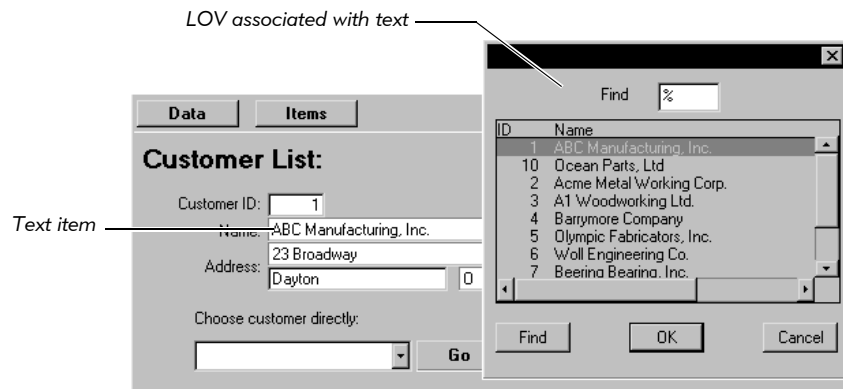 LOV associated with text
Find %
Data Items
ID Name
Customer List:
1 ABC Manufacturing, Inc.
10 Ocean Parts, Ltd
2 Acme Metal Working Corp.
Customer ID: 1
3 A1 Woodworking Ltd.
Text item
Name: ABC Manufacturing, Inc.
4 Barrymore Company
5 Olympic Fabricators, Inc.
Address: 23 Broadway
6 Woll Engineering Co.
Dayton O
7 Beering Bearing, Inc.
Choose customer directly:
Go
Find OK Cancel